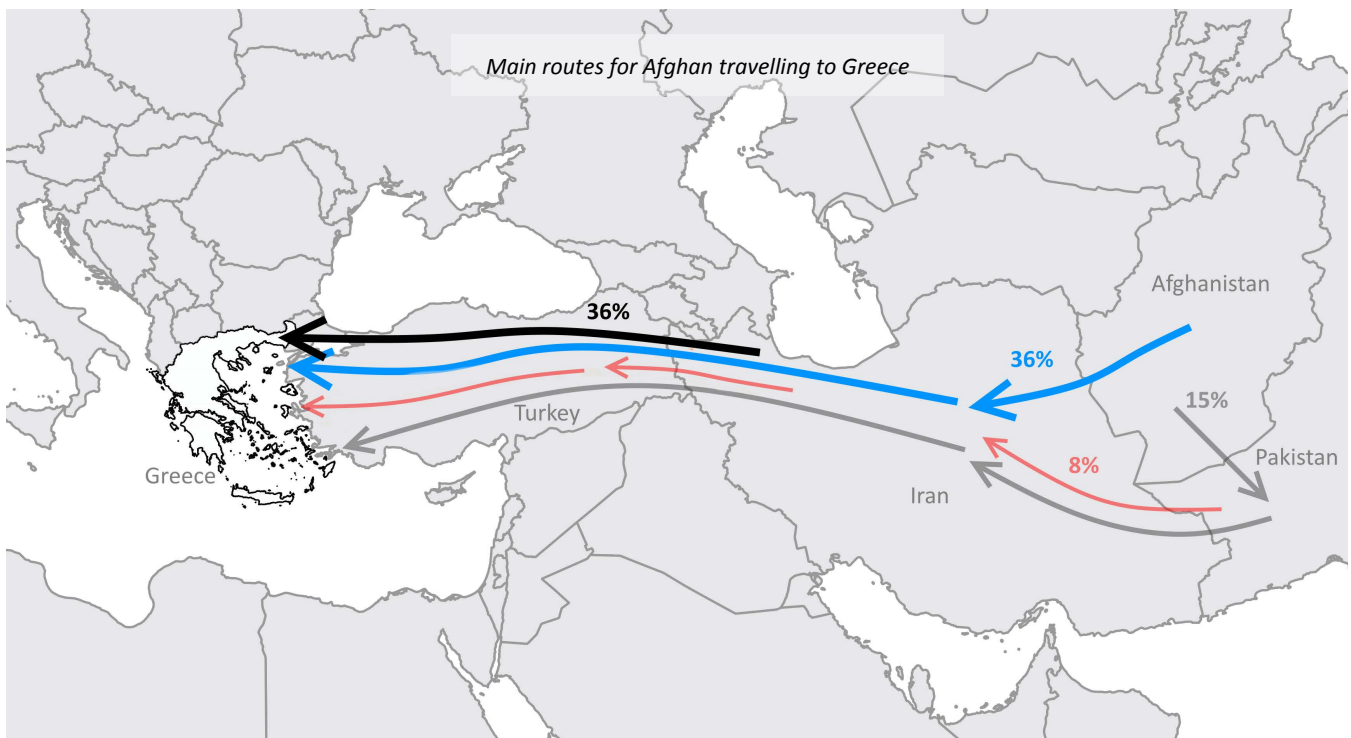 Main routes for Afghan travelling to Greece
Afghanistan
36%
36%
15%
Turkey
Pakistan
8%
Greece
Iran